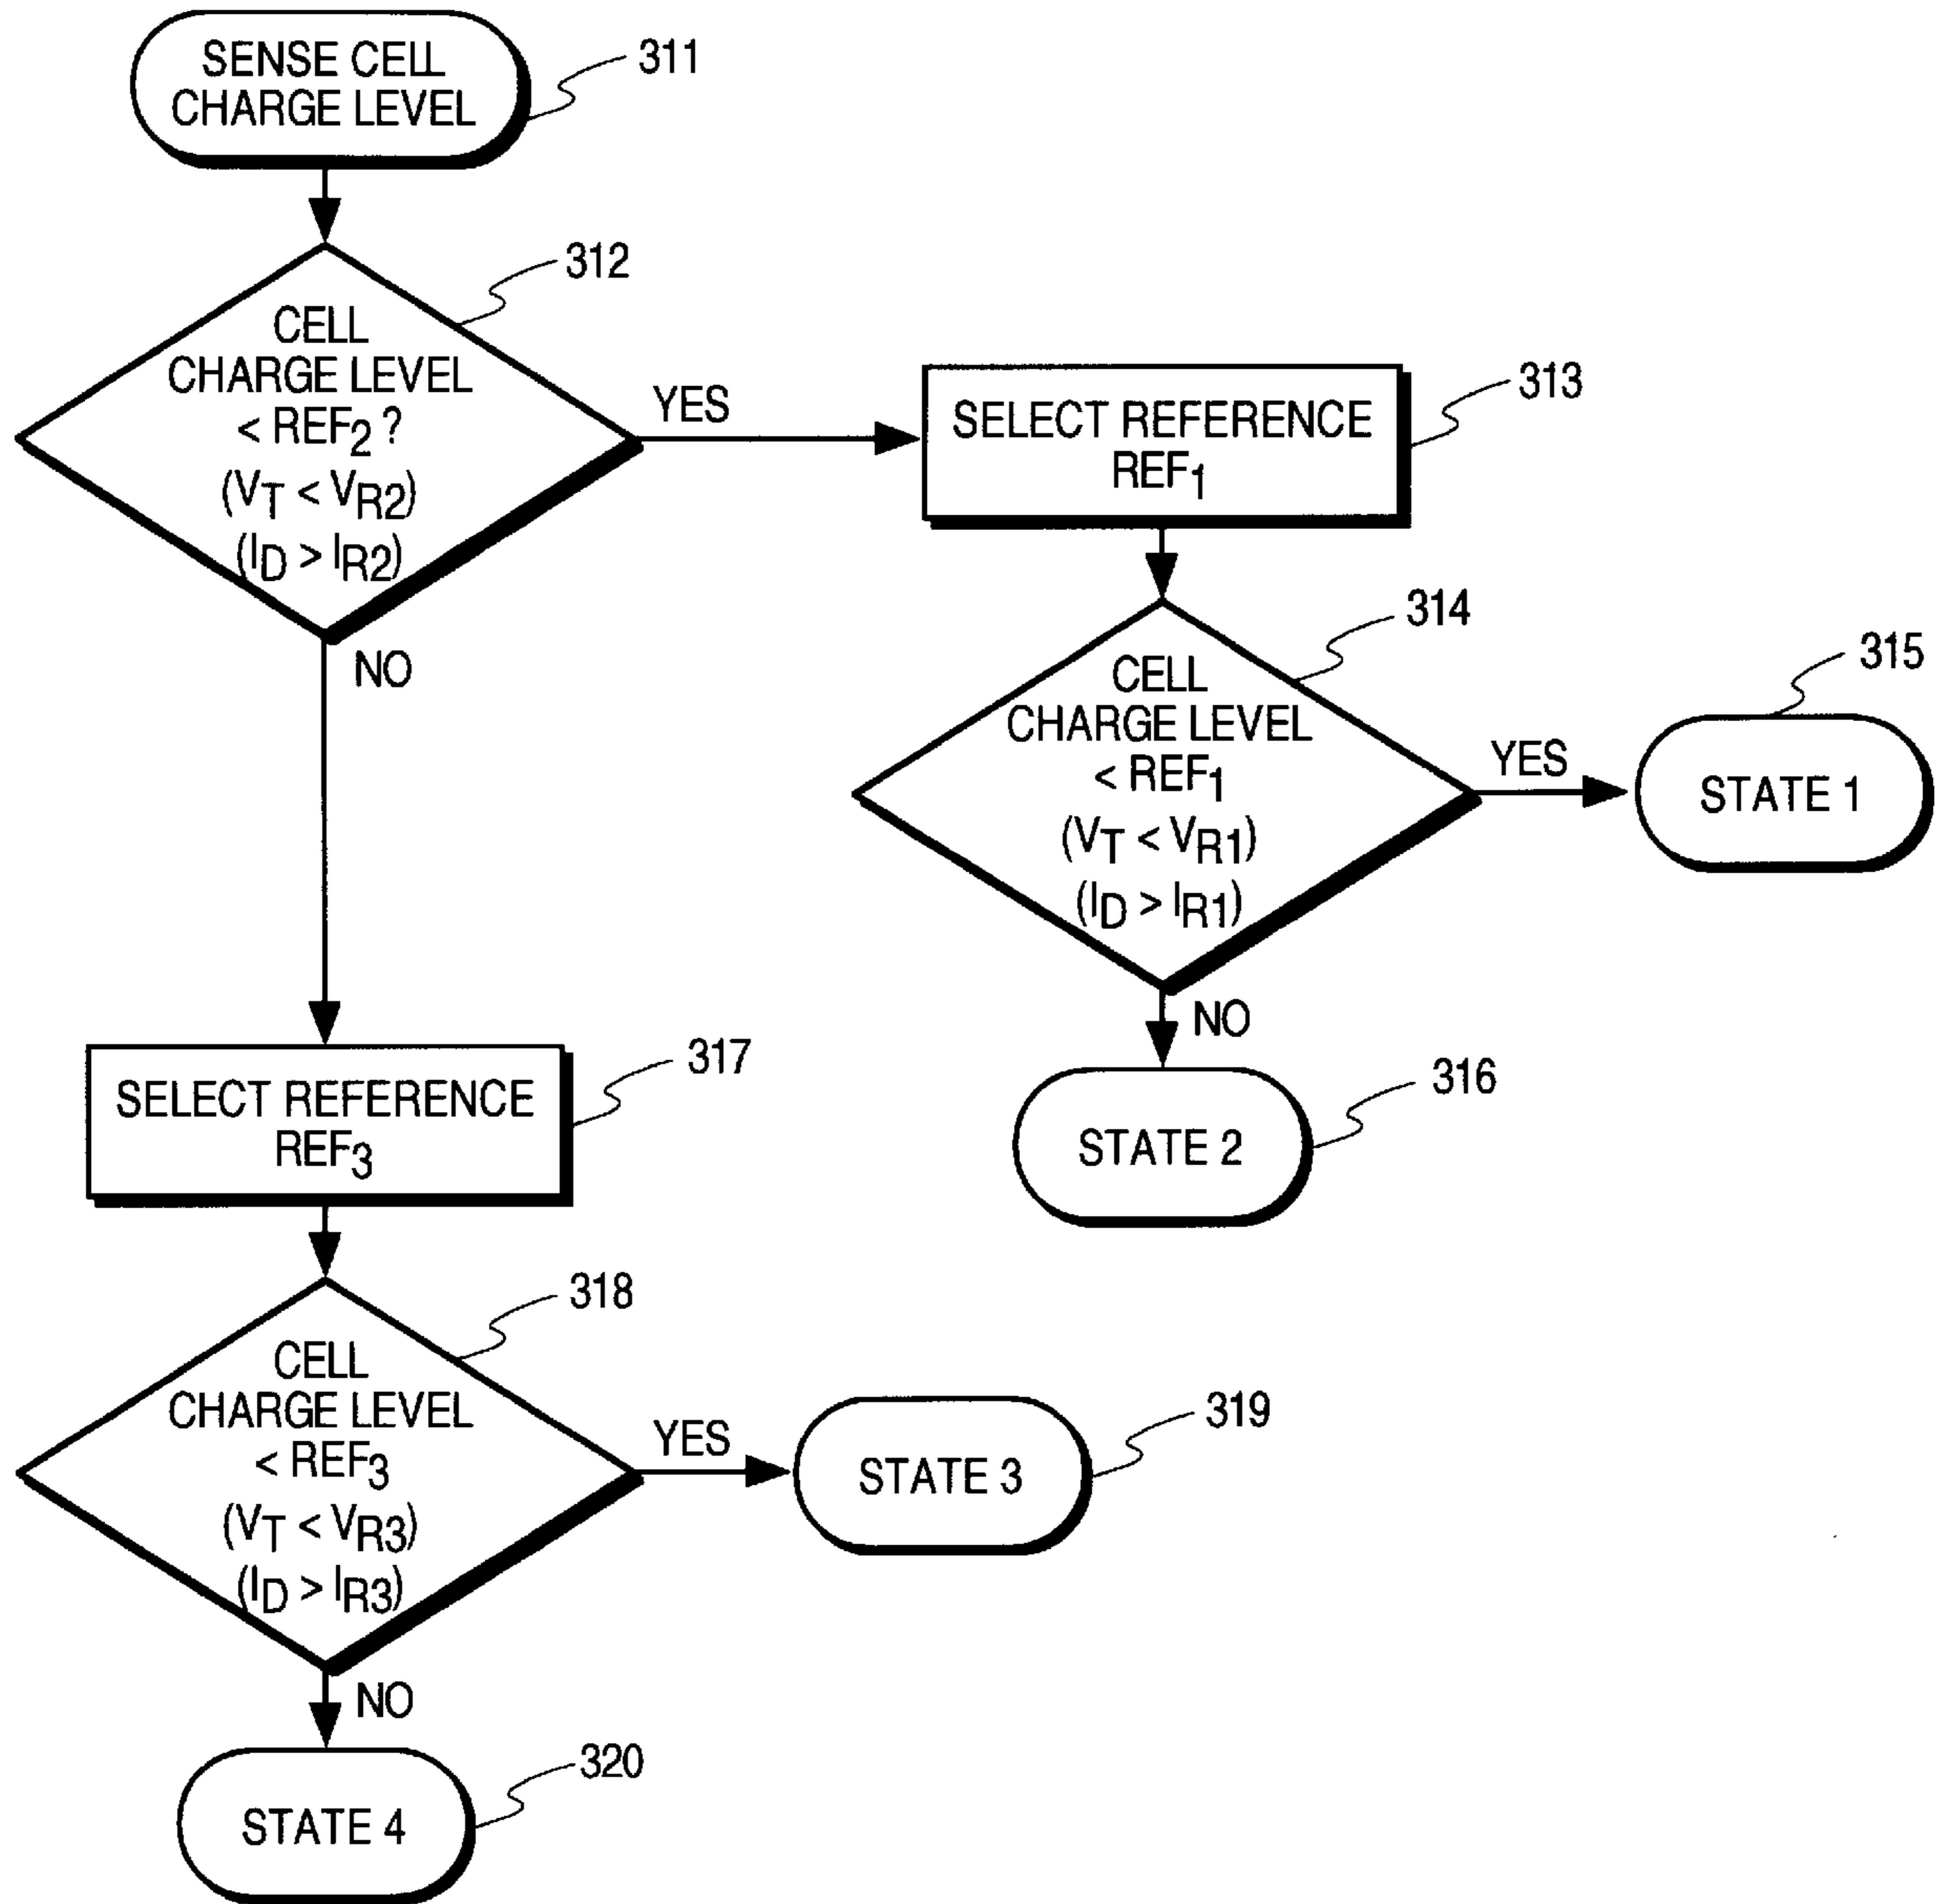 SENSE CELL
CHARGE LEVEL
311
312
CELL
CHARGE LEVEL
< REF2 ?
(VT < VR2)
(ID > IR2)
YES
NO
313
SELECT REFERENCE
REF1
314
CELL
CHARGE LEVEL
< REF1
(VT < VR1)
(ID > IR1)
YES
NO
315
STATE 1
316
STATE 2
317
SELECT REFERENCE
REF3
318
CELL
CHARGE LEVEL
< REF3
(VT < VR3)
(ID > IR3)
YES
NO
319
STATE 3
320
STATE 4